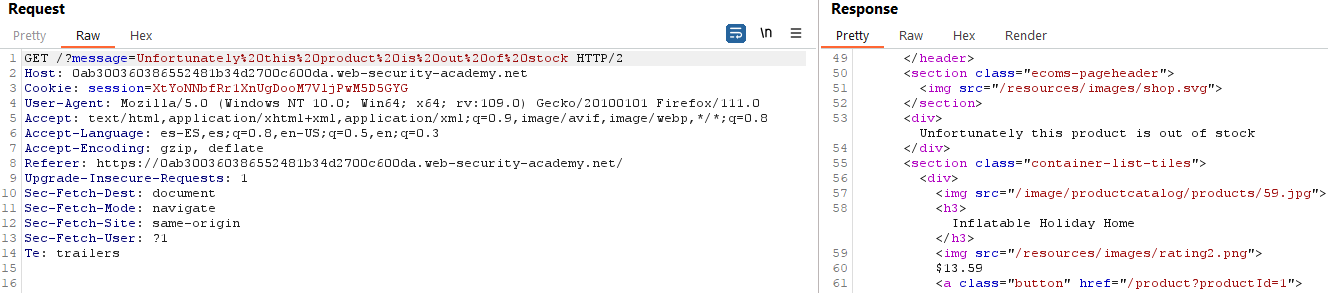 Request
Pretty Raw Hex
\n
1 GET /?message=Unfortunately%20this%20product%20is%20out%20of%20stock HTTP/2
2 Host: 0ab300360386552481b34d2700c600da.web-security-academy.net
3 Cookie: session=XtYoNNbfRr1XnUgDooM7VljPwM5D5GYG
4 User-Agent: Mozilla/5.0 (Windows NT 10.0; Win64; x64; rv:109.0) Gecko/20100101 Firefox/111.0
5 Accept: text/html,application/xhtml+xml,application/xml;q=0.9,image/avif,image/webp,*/*;q=0.8
6 Accept-Language: es-ES,es;q=0.8,en-US;q=0.5,en;q=0.3
7 Accept-Encoding: gzip, deflate
8 Referer: https://0ab300360386552481b34d2700c600da.web-security-academy.net/
9 Upgrade-Insecure-Requests: 1
10 Sec-Fetch-Dest: document
11 Sec-Fetch-Mode: navigate
12 Sec-Fetch-Site: same-origin
13 Sec-Fetch-User: ?1
14 Te: trailers
15
16
Response
Pretty Raw Hex Render
49 </header>
50 <section class="ecoms-pageheader">
51 <img src="/resources/images/shop.svg">
52 </section>
53 <div>
Unfortunately this product is out of stock
54 </div>
55 <section class="container-list-tiles">
56 <div>
57 <img src="/image/productcatalog/products/59.jpg">
58 <h3>
Inflatable Holiday Home
</h3>
59 <img src="/resources/images/rating2.png">
60 $13.59
61 <a class="button" href="/product?productId=1">